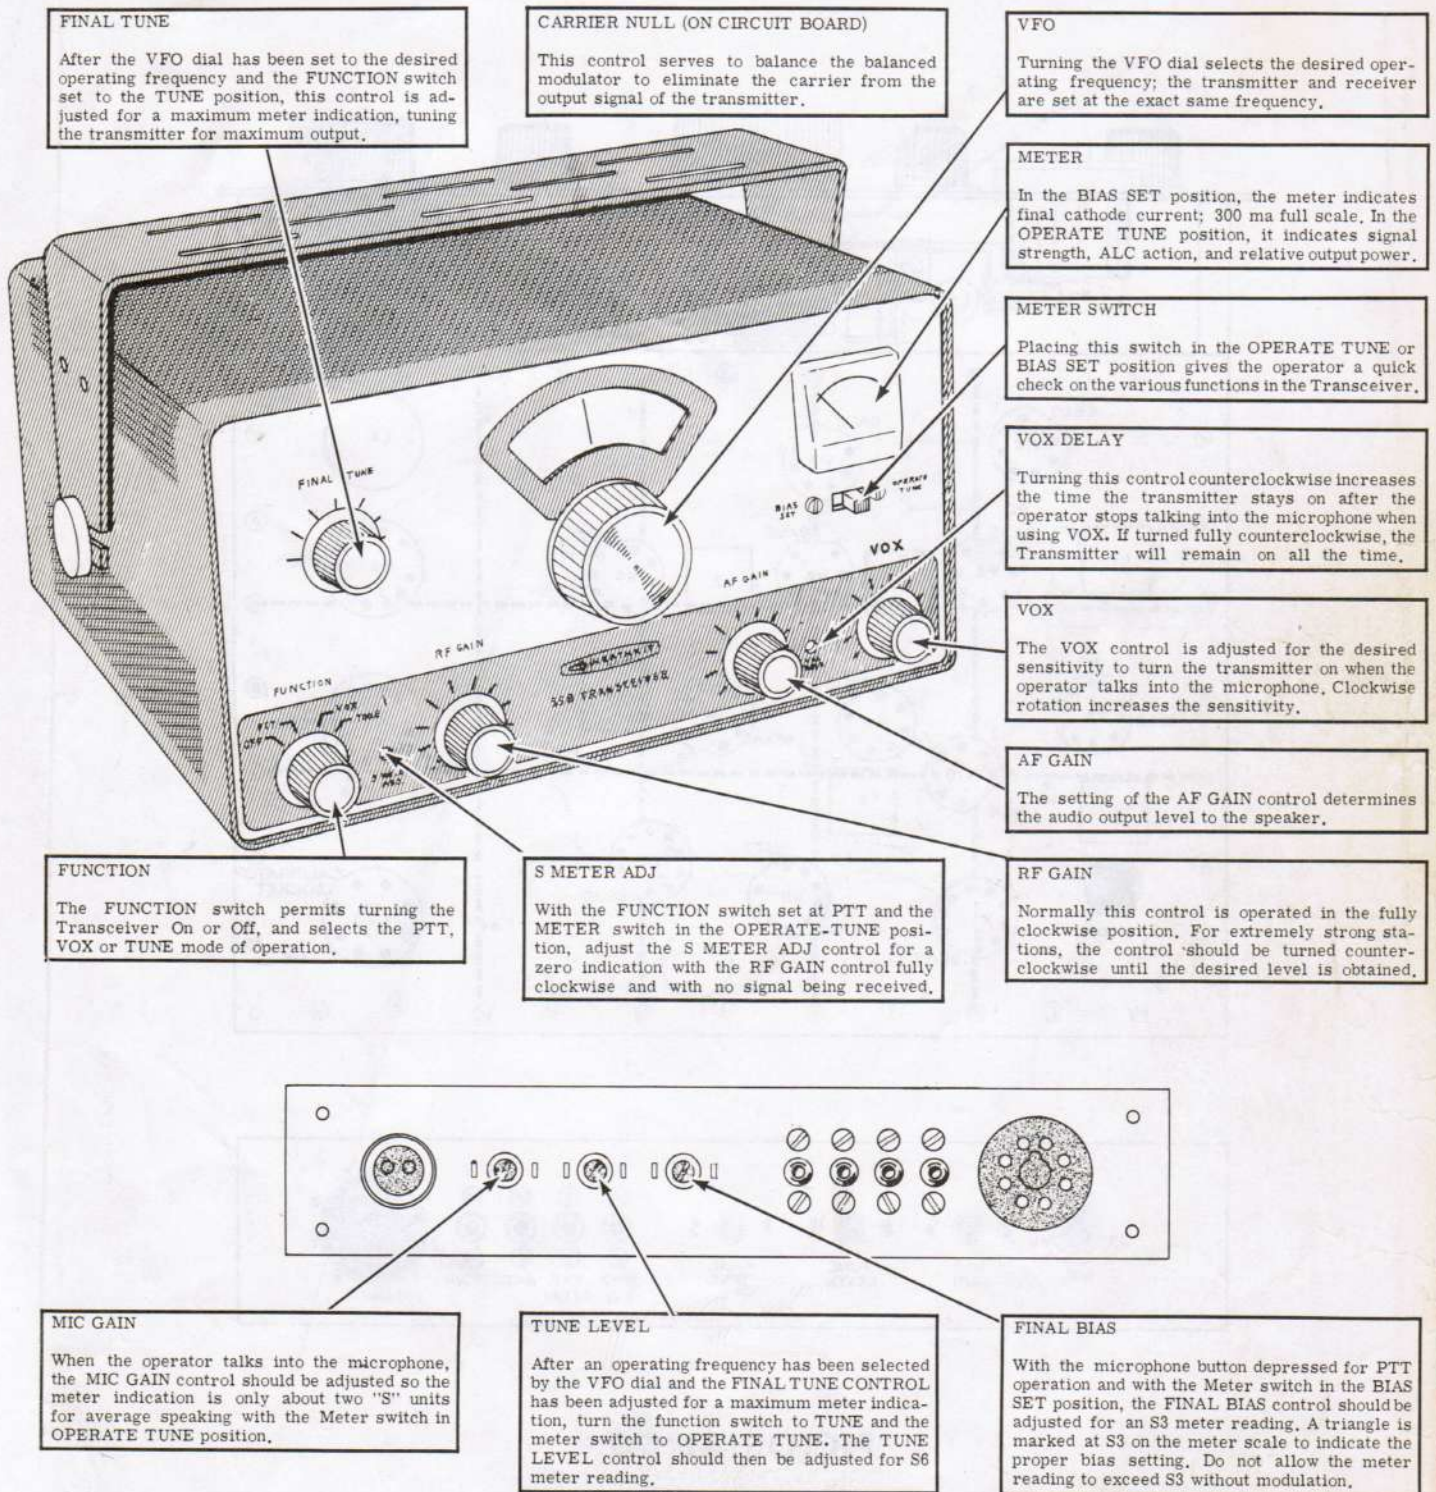 FINAL TUNE
After the VFO dial has been set to the desired
operating frequency and the FUNCTION switch
set to the TUNE position, this control is ad-
justed for a maximum meter indication, tuning
the transmitter for maximum output.
CARRIER NULL (ON CIRCUIT BOARD)
This control serves to balance the balanced
modulator to eliminate the carrier from the
output signal of the transmitter.
VFO
Turning the VFO dial selects the desired oper-
ating frequency; the transmitter and receiver
are set at the exact same frequency.
METER
In the BIAS SET position, the meter indicates
final cathode current; 300 ma full scale. In the
OPERATE TUNE position, it indicates signal
strength, ALC action, and relative output power.
METER SWITCH
Placing this switch in the OPERATE TUNE or
BIAS SET position gives the operator a quick
check on the various functions in the Transceiver.
VOX DELAY
Turning this control counterclockwise increases
the time the transmitter stays on after the
operator stops talking into the microphone when
using VOX. If turned fully counterclockwise, the
Transmitter will remain on all the time.
VOX
The VOX control is adjusted for the desired
sensitivity to turn the transmitter on when the
operator talks into the microphone. Clockwise
rotation increases the sensitivity.
AF GAIN
The setting of the AF GAIN control determines
the audio output level to the speaker.
RF GAIN
Normally this control is operated in the fully
clockwise position. For extremely strong sta-
tions, the control should be turned counter-
clockwise until the desired level is obtained.
FINAL TUNE
BIAS
SET
OPERATE
TUNE
VOX
AF GAIN
RF GAIN
HEATHKIT
SSB TRANSCEIVER
FUNCTION
OFF
PTT
VOX
TUNE
FUNCTION
The FUNCTION switch permits turning the
Transceiver On or Off, and selects the PTT,
VOX or TUNE mode of operation.
S METER ADJ
With the FUNCTION switch set at PTT and the
METER switch in the OPERATE-TUNE posi-
tion, adjust the S METER ADJ control for a
zero indication with the RF GAIN control fully
clockwise and with no signal being received.
MIC GAIN
When the operator talks into the microphone,
the MIC GAIN control should be adjusted so the
meter indication is only about two "S" units
for average speaking with the Meter switch in
OPERATE TUNE position.
TUNE LEVEL
After an operating frequency has been selected
by the VFO dial and the FINAL TUNE CONTROL
has been adjusted for a maximum meter indica-
tion, turn the function switch to TUNE and the
meter switch to OPERATE TUNE. The TUNE
LEVEL control should then be adjusted for S6
meter reading.
FINAL BIAS
With the microphone button depressed for PTT
operation and with the Meter switch in the BIAS
SET position, the FINAL BIAS control should be
adjusted for an S3 meter reading. A triangle is
marked at S3 on the meter scale to indicate the
proper bias setting. Do not allow the meter
reading to exceed S3 without modulation.